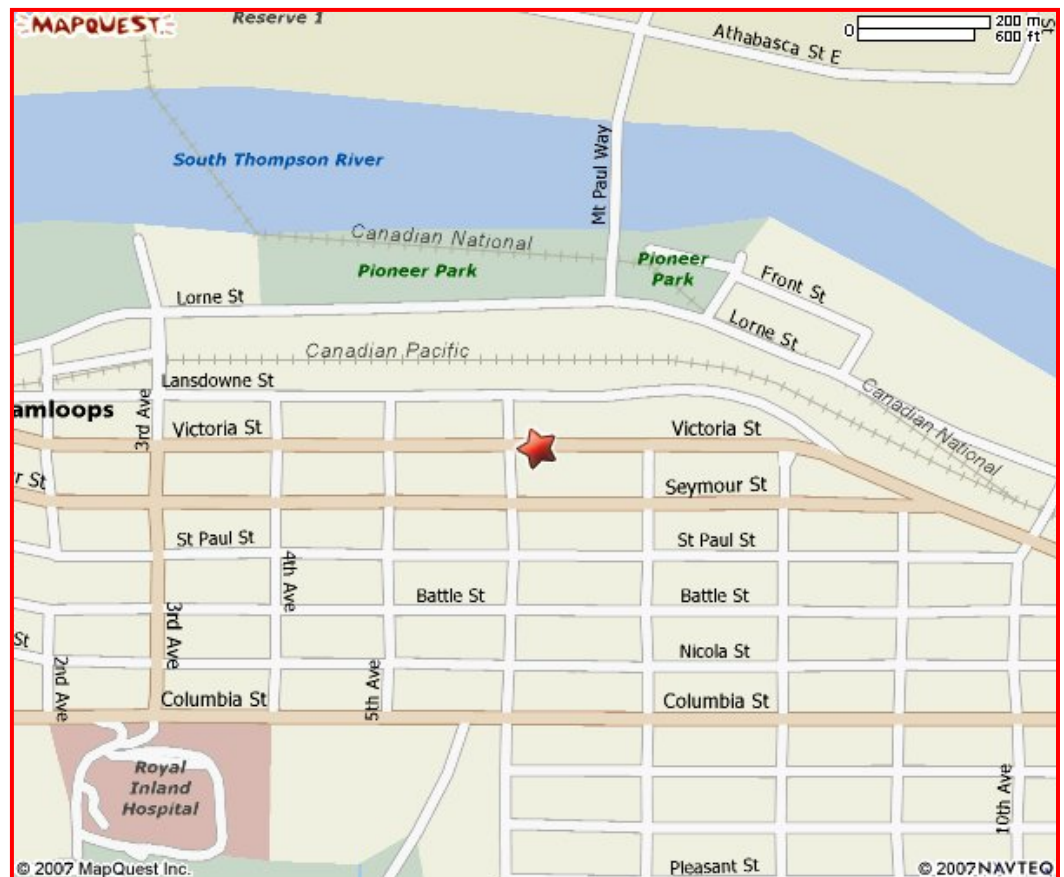 MAPQUEST
Reserve 1
0
200 m
600 ft
St
Athabasca St E
South Thompson River
Mt Paul Way
Canadian National
Pioneer Park
Pioneer
Park
Front St
Lorne St
Lorne St
Canadian Pacific
Lansdowne St
Canadian National
amloops
3rd Ave
Victoria St
Victoria St
r St
Seymour St
St Paul St
St Paul St
4th Ave
Battle St
Battle St
3rd Ave
St
Nicola St
2nd Ave
5th Ave
Columbia St
Columbia St
Royal
Inland
Hospital
10th Ave
Pleasant St
© 2007 MapQuest Inc.
© 2007 NAVTEQ